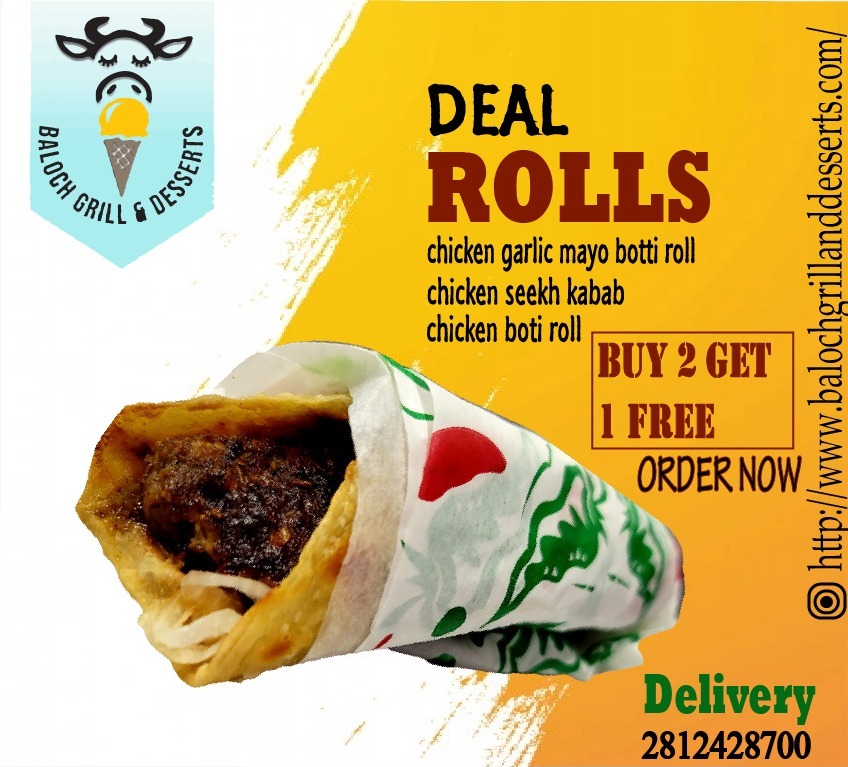 BALOCH GRILL & DESSERTS
DEAL
ROLLS
chicken garlic mayo botti roll
chicken seekh kabab
chicken boti roll
BUY 2 GET
1 FREE
ORDER NOW
http://www.balochgrillanddesserts.com/
Delivery
2812428700